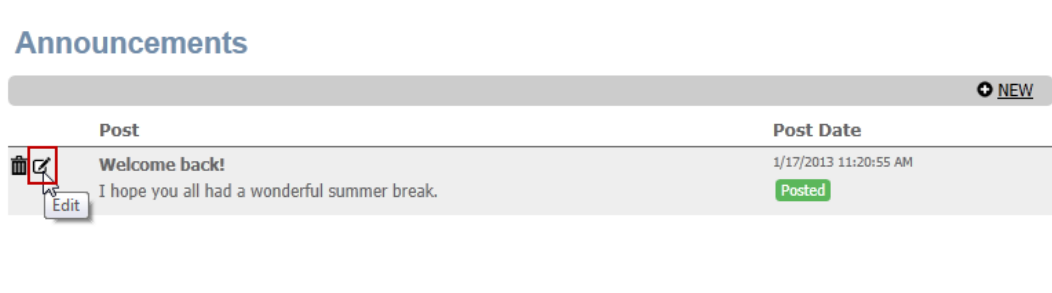 Announcements
NEW
Post Post Date
Welcome back! 1/17/2013 11:20:55 AM
I hope you all had a wonderful summer break. Posted
Edit